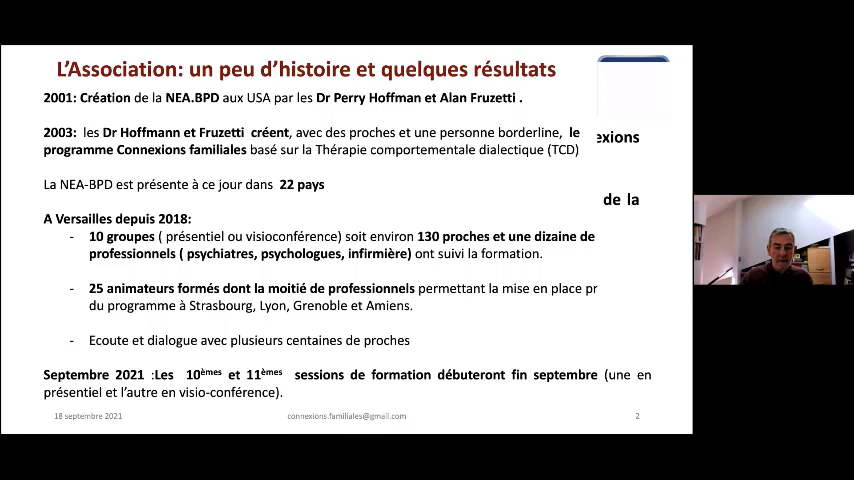 L'Association: un peu d'histoire et quelques résultats
2001: Création de la NEA.BPD aux USA par les Dr Perry Hoffman et Alan Fruzetti .
2003: les Dr Hoffmann et Fruzetti créent, avec des proches et une personne borderline, le
exions
programme Connexions familiales basé sur la Thérapie comportementale dialectique (TCD)
La NEA-BPD est présente à ce jour dans 22 pays
de la
A Versailles depuis 2018:
- 10 groupes ( présentiel ou visioconférence) soit environ 130 proches et une dizaine de
professionnels ( psychiatres, psychologues, infirmière) ont suivi la formation.
- 25 animateurs formés dont la moitié de professionnels permettant la mise en place pr
du programme à Strasbourg, Lyon, Grenoble et Amiens.
- Ecoute et dialogue avec plusieurs centaines de proches
Septembre 2021 :Les 10èmes et 11èmes sessions de formation débuteront fin septembre (une en
présentiel et l'autre en visio-conférence).
18 septembre 2021 connexions.familiales@gmail.com 2